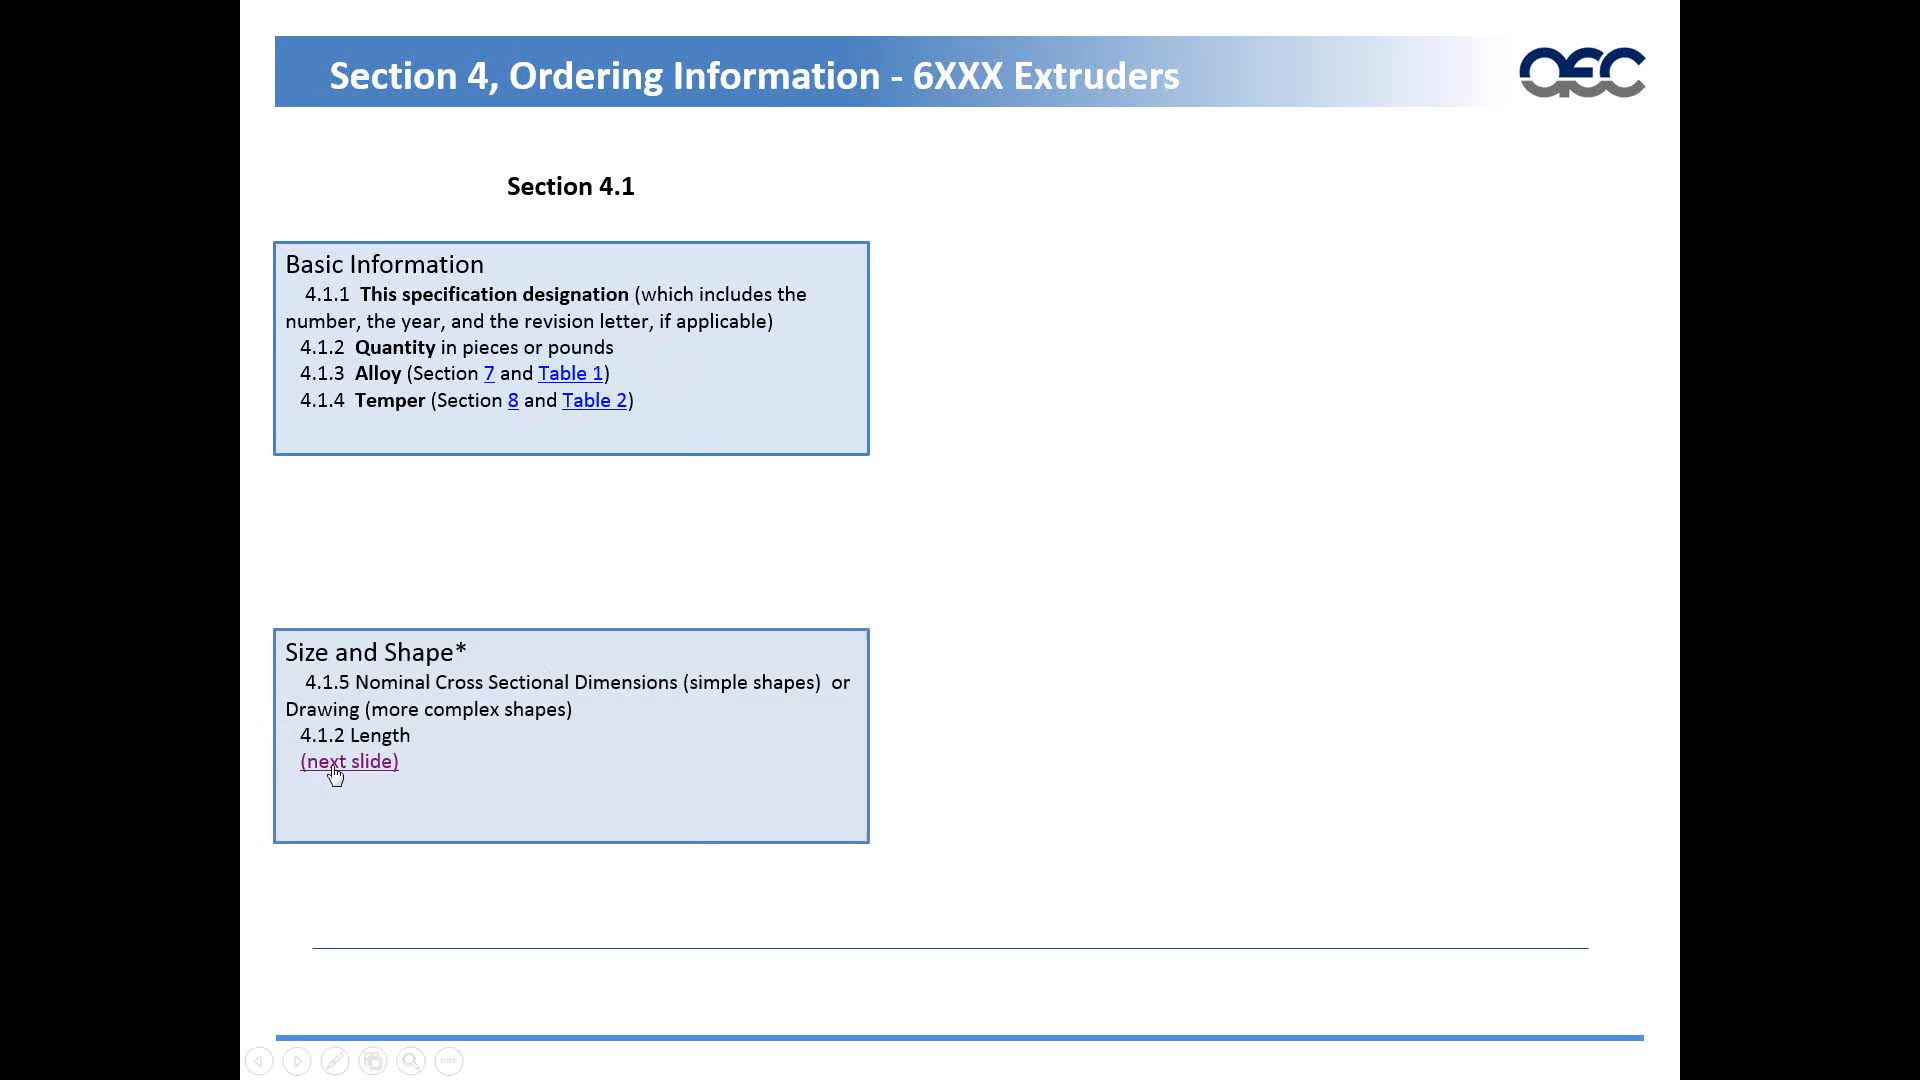 Section 4, Ordering Information - 6XXX Extruders
AEC
Section 4.1
Basic Information
4.1.1 This specification designation (which includes the
number, the year, and the revision letter, if applicable)
4.1.2 Quantity in pieces or pounds
4.1.3 Alloy (Section 7 and Table 1)
4.1.4 Temper (Section 8 and Table 2)
Size and Shape*
4.1.5 Nominal Cross Sectional Dimensions (simple shapes) or
Drawing (more complex shapes)
4.1.2 Length
(next slide)